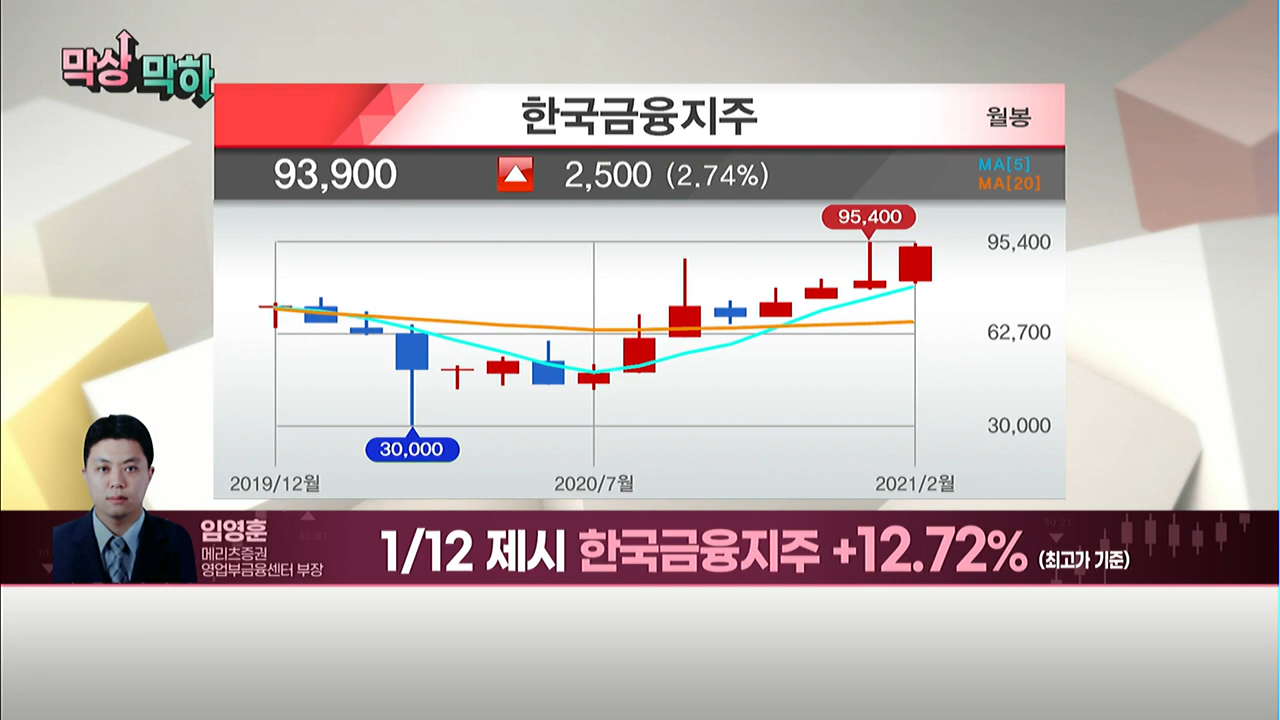 막상 막하
한국금융지주
월봉
93,900
2,500 (2.74%)
MA[5]
MA[20]
95,400
95,400
62,700
30,000
30,000
2019/12월
2020/7월
2021/2월
임영훈
메리츠증권
영업부금융센터 부장
1/12 제시 한국금융지주 +12.72% (최고가 기준)